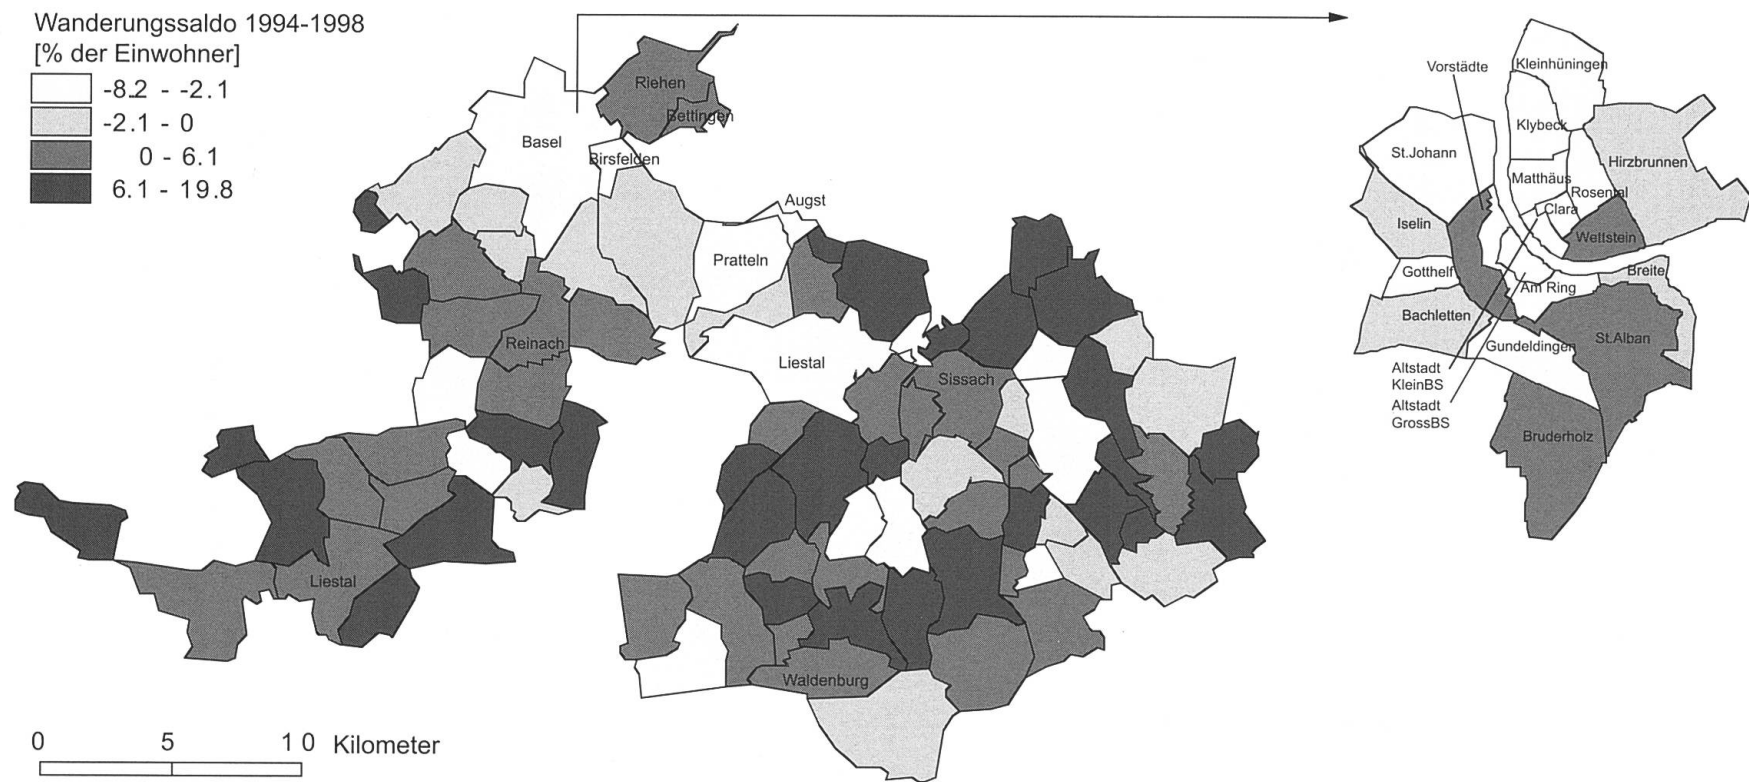 Wanderungssaldo 1994-1998
[% der Einwohner]
-8.2 - -2.1
-2.1 - 0
0 - 6.1
6.1 - 19.8
Riehen
Bettingen
Basel
Birsfelden
Augst
Pratteln
Reinach
Liestal
Sissach
Liestal
Waldenburg
0 5 10 Kilometer
Vorstädte
Kleinhüningen
Klybeck
St.Johann
Hirzbrunnen
Matthäus
Rosental
Clara
Iselin
Wettstein
Gotthelf
Breite
Am Ring
Bachletten
St.Alban
Gundeldingen
Altstadt
KleinBS
Altstadt
GrossBS
Bruderholz